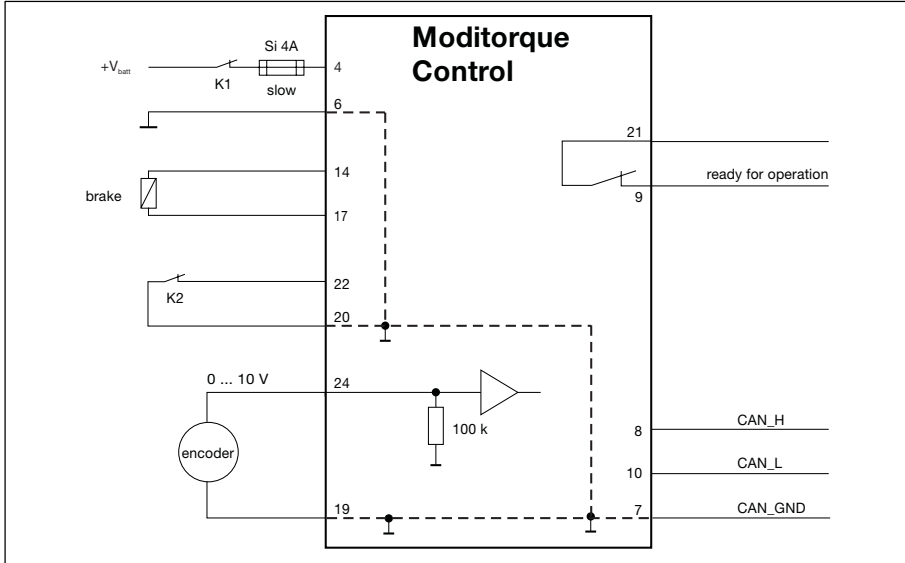 Moditorque
Control
Si 4A
+Vbatt
K1
slow
4
6
14
brake
17
22
K2
20
0 ... 10 V
24
100 k
encoder
19
21
ready for operation
9
8
CAN_H
10
CAN_L
7
CAN_GND